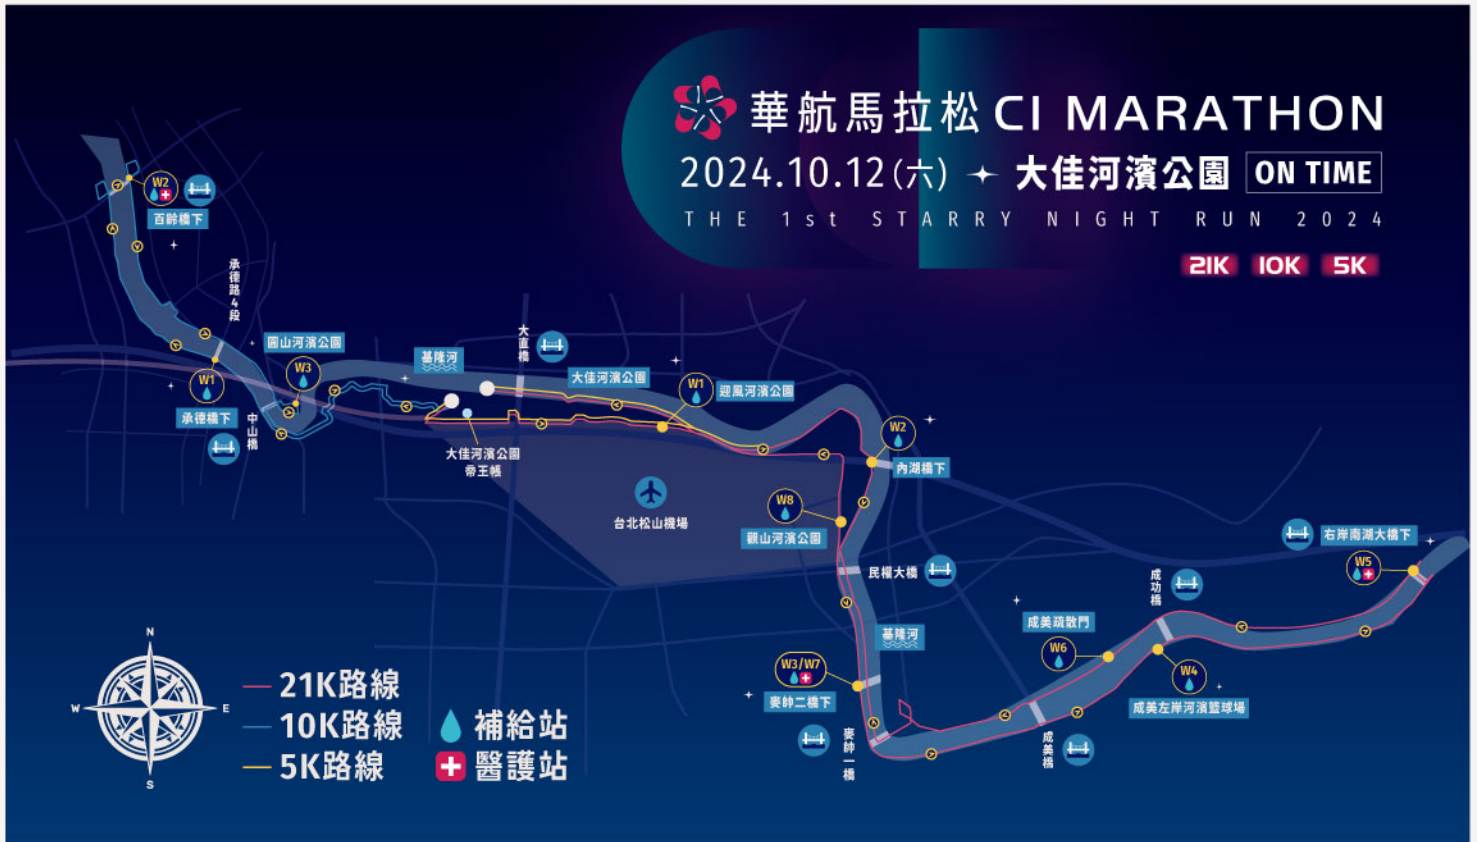 華航馬拉松 CI MARATHON
2024.10.12(六) 大佳河濱公園 ON TIME
THE 1st STARRY NIGHT RUN 2024
21K 10K 5K
W2
百齡橋下
承德路4段
圓山河濱公園
W3
W1
承德橋下
中山橋
基隆河
大直橋
大佳河濱公園
W1
迎風河濱公園
大佳河濱公園
帝王帳
W2
內湖橋下
台北松山機場
W8
觀山河濱公園
民權大橋
右岸南湖大橋下
W5
成功橋
成美疏散門
W6
基隆河
W3/W7
麥帥二橋下
W4
成美左岸河濱籃球場
麥帥一橋
成美橋
N
W
E
S
21K路線
10K路線
5K路線
補給站
醫護站